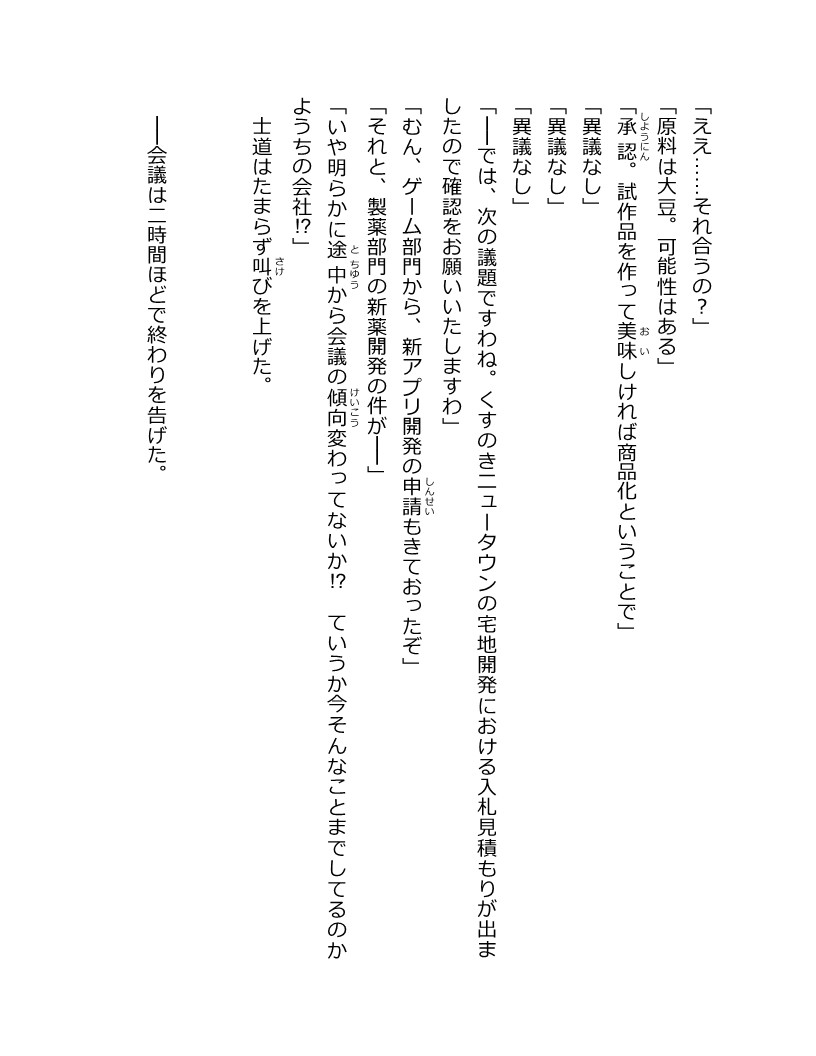 「ええ……それ合うの？」
「原料は大豆。可能性はある」
「承認。試作品を作って美味しければ商品化ということで」
「異議なし」
「異議なし」
「異議なし」
「――では、次の議題ですわね。くすのきニュータウンの宅地開発における入札見積もりが出ま
したので確認をお願いいたしますわ」
「むん、ゲーム部門から、新アプリ開発の申請もきておったぞ」
「それと、製薬部門の新薬開発の件が――」
「いや明らかに途中から会議の傾向変わってないか!?　ていうか今そんなことまでしてるのか
ようちの会社!?」
　士道はたまらず叫びを上げた。
　――会議は二時間ほどで終わりを告げた。